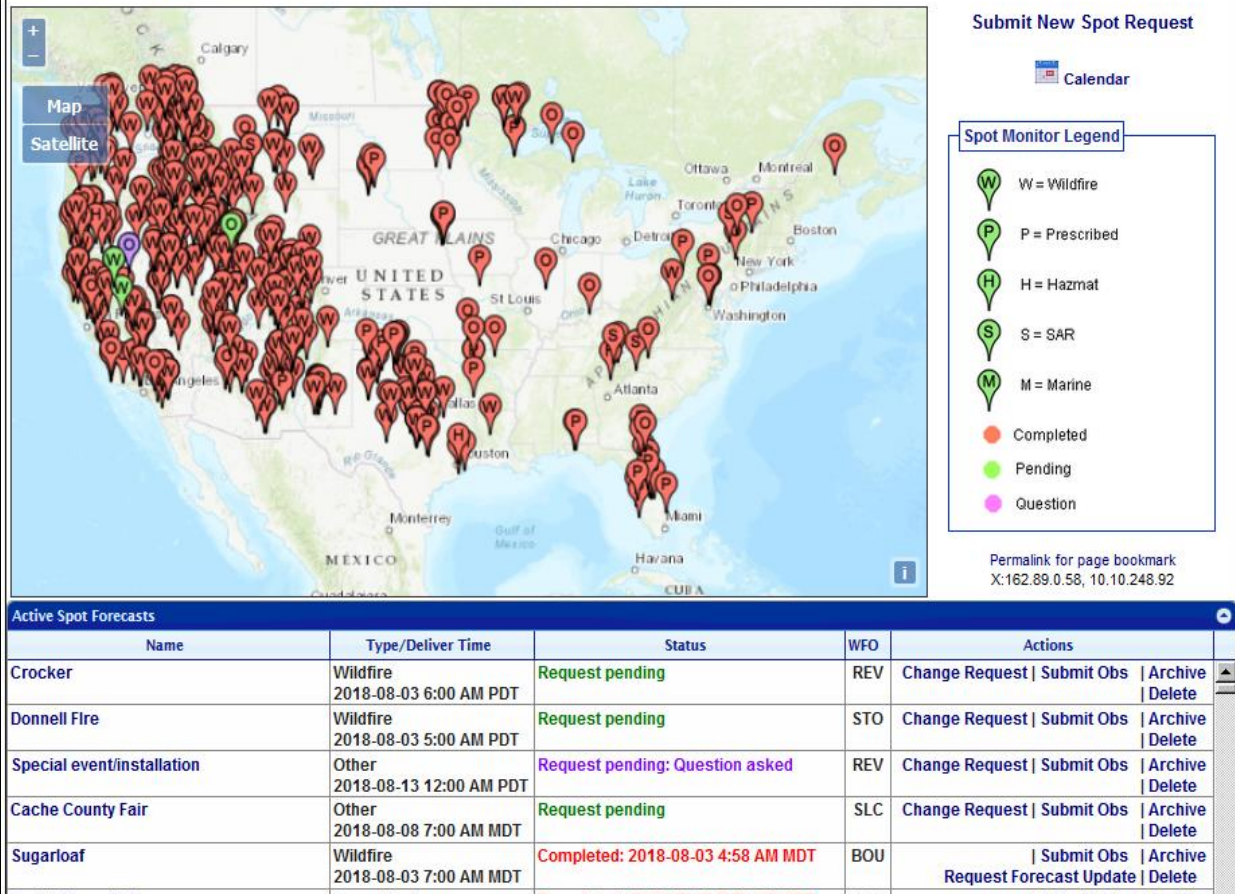 +
−
Map
Satellite
Calgary
Missouri
Ottawa
Montreal
Lake
Huron
Toronto
Mississippi
GREAT PLAINS
Chicago
Detroit
Boston
New York
UNITED
STATES
St Louis
Ohio
Philadelphia
Washington
Arkansas
Atlanta
Rio Grande
Monterrey
Miami
Gulf of
Mexico
MÉXICO
Havana
CUBA
Guadalajara
i
Submit New Spot Request
Calendar
Spot Monitor Legend
W W = Wildfire
P P = Prescribed
H H = Hazmat
S S = SAR
M M = Marine
Completed
Pending
Question
Permalink for page bookmark
X:162.89.0.58, 10.10.248.92
Active Spot Forecasts
Name Type/Deliver Time Status WFO Actions
Crocker Wildfire Request pending REV Change Request | Submit Obs | Archive
2018-08-03 6:00 AM PDT | Delete
Donnell FIre Wildfire Request pending STO Change Request | Submit Obs | Archive
2018-08-03 5:00 AM PDT | Delete
Special event/installation Other Request pending: Question asked REV Change Request | Submit Obs | Archive
2018-08-13 12:00 AM PDT | Delete
Cache County Fair Other Request pending SLC Change Request | Submit Obs | Archive
2018-08-08 7:00 AM MDT | Delete
Sugarloaf Wildfire Completed: 2018-08-03 4:58 AM MDT BOU | Submit Obs | Archive
2018-08-03 7:00 AM MDT Request Forecast Update | Delete